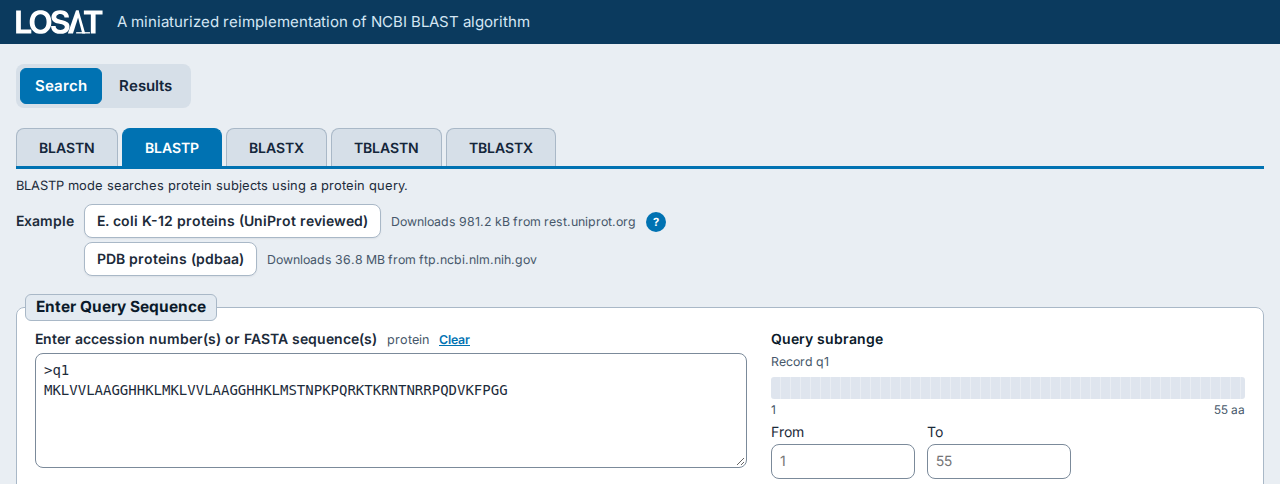 LOSAT A miniaturized reimplementation of NCBI BLAST algorithm
Search Results
BLASTN BLASTP BLASTX TBLASTN TBLASTX
BLASTP mode searches protein subjects using a protein query.
Example E. coli K-12 proteins (UniProt reviewed) Downloads 981.2 kB from rest.uniprot.org ?
PDB proteins (pdbaa) Downloads 36.8 MB from ftp.ncbi.nlm.nih.gov
Enter Query Sequence
Enter accession number(s) or FASTA sequence(s) protein Clear
>q1
MKLVVLAAGGHHKLMKLVVLAAGGHHKLMSTNPKPQRKTKRNTNRRPQDVKFPGG
Query subrange
Record q1
1 55 aa
From To
1 55